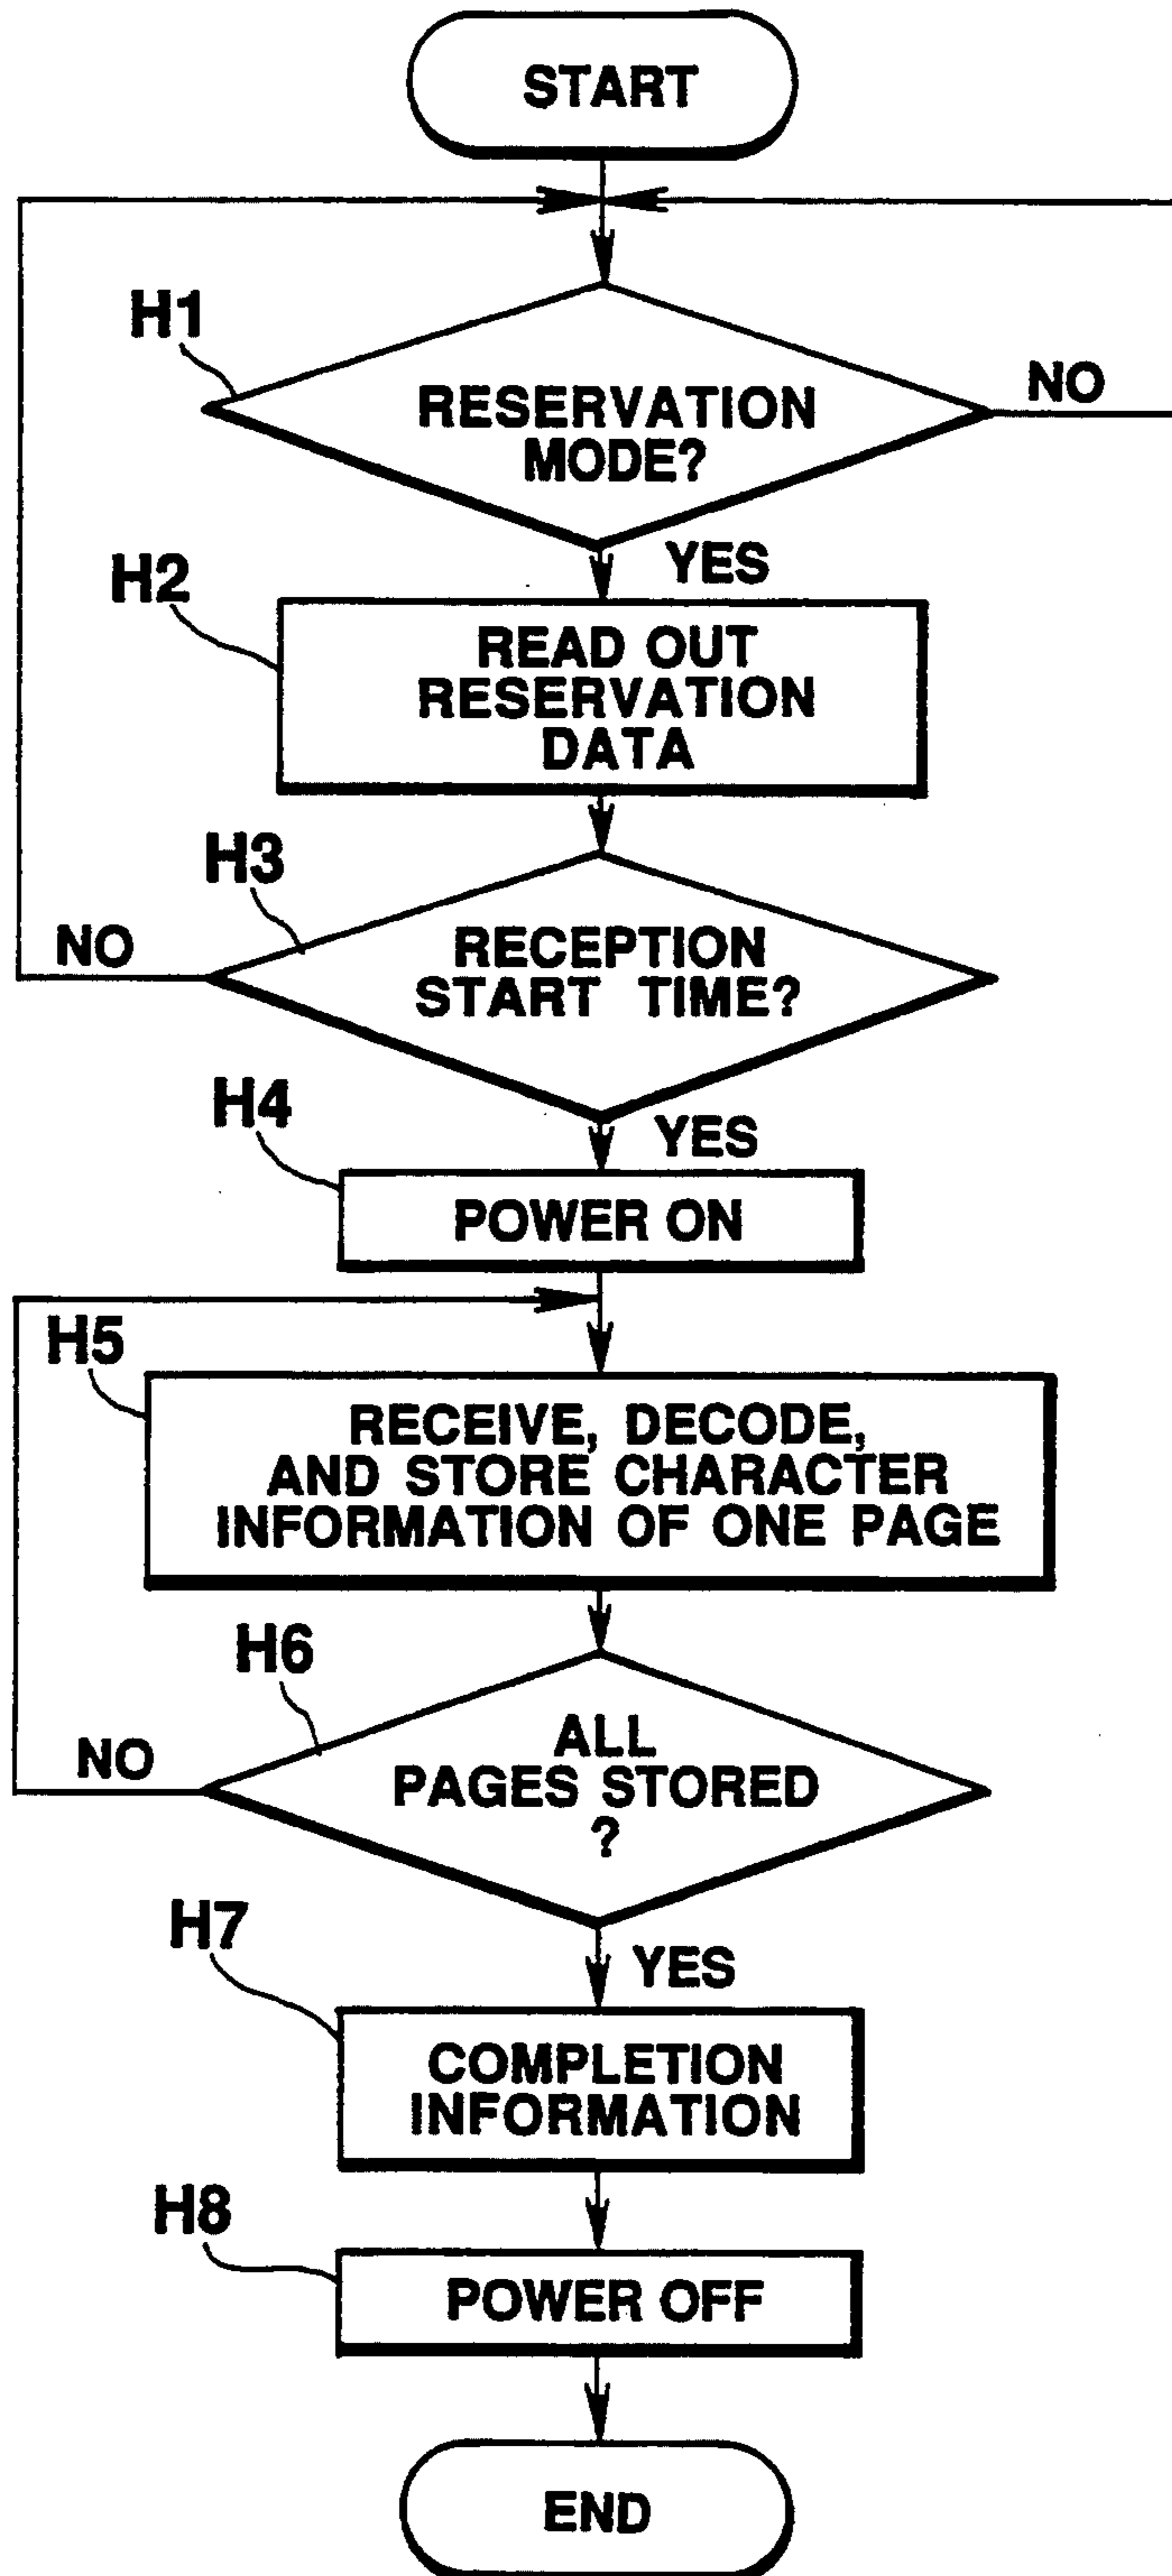 START
H1
RESERVATION
MODE?
NO
YES
H2
READ OUT
RESERVATION
DATA
H3
NO
RECEPTION
START TIME?
H4
YES
POWER ON
H5
RECEIVE, DECODE,
AND STORE CHARACTER
INFORMATION OF ONE PAGE
H6
NO
ALL
PAGES STORED
?
H7
YES
COMPLETION
INFORMATION
H8
POWER OFF
END